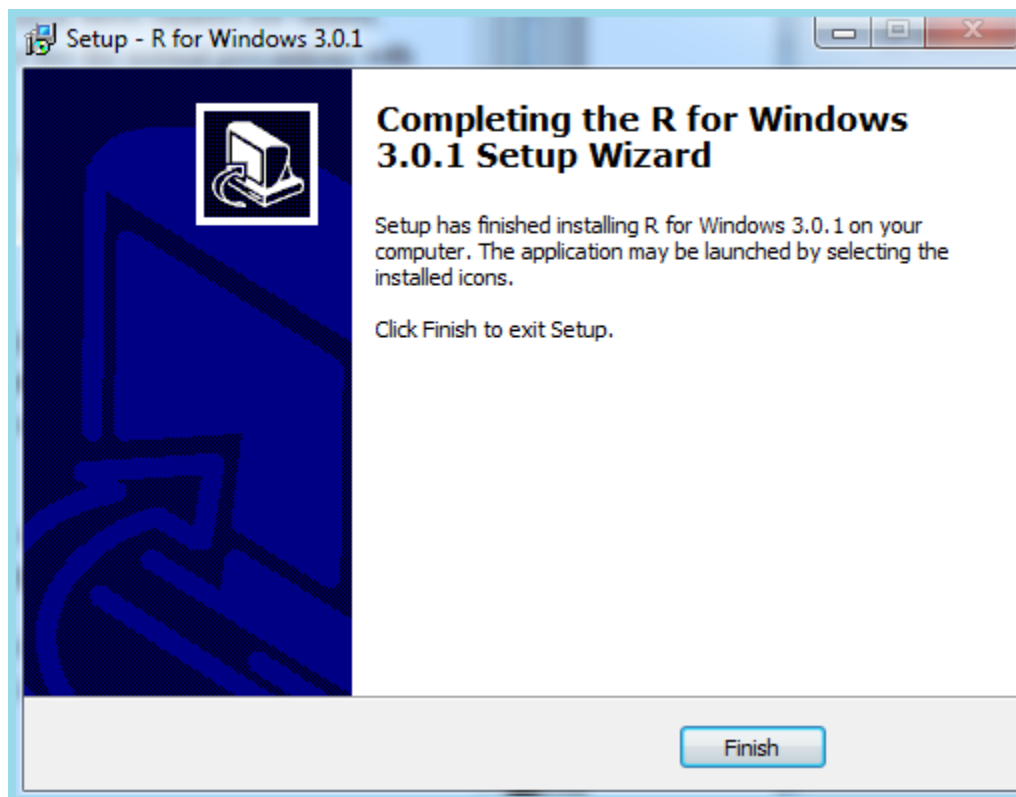 Setup - R for Windows 3.0.1
Completing the R for Windows
3.0.1 Setup Wizard
Setup has finished installing R for Windows 3.0.1 on your
computer. The application may be launched by selecting the
installed icons.
Click Finish to exit Setup.
Finish